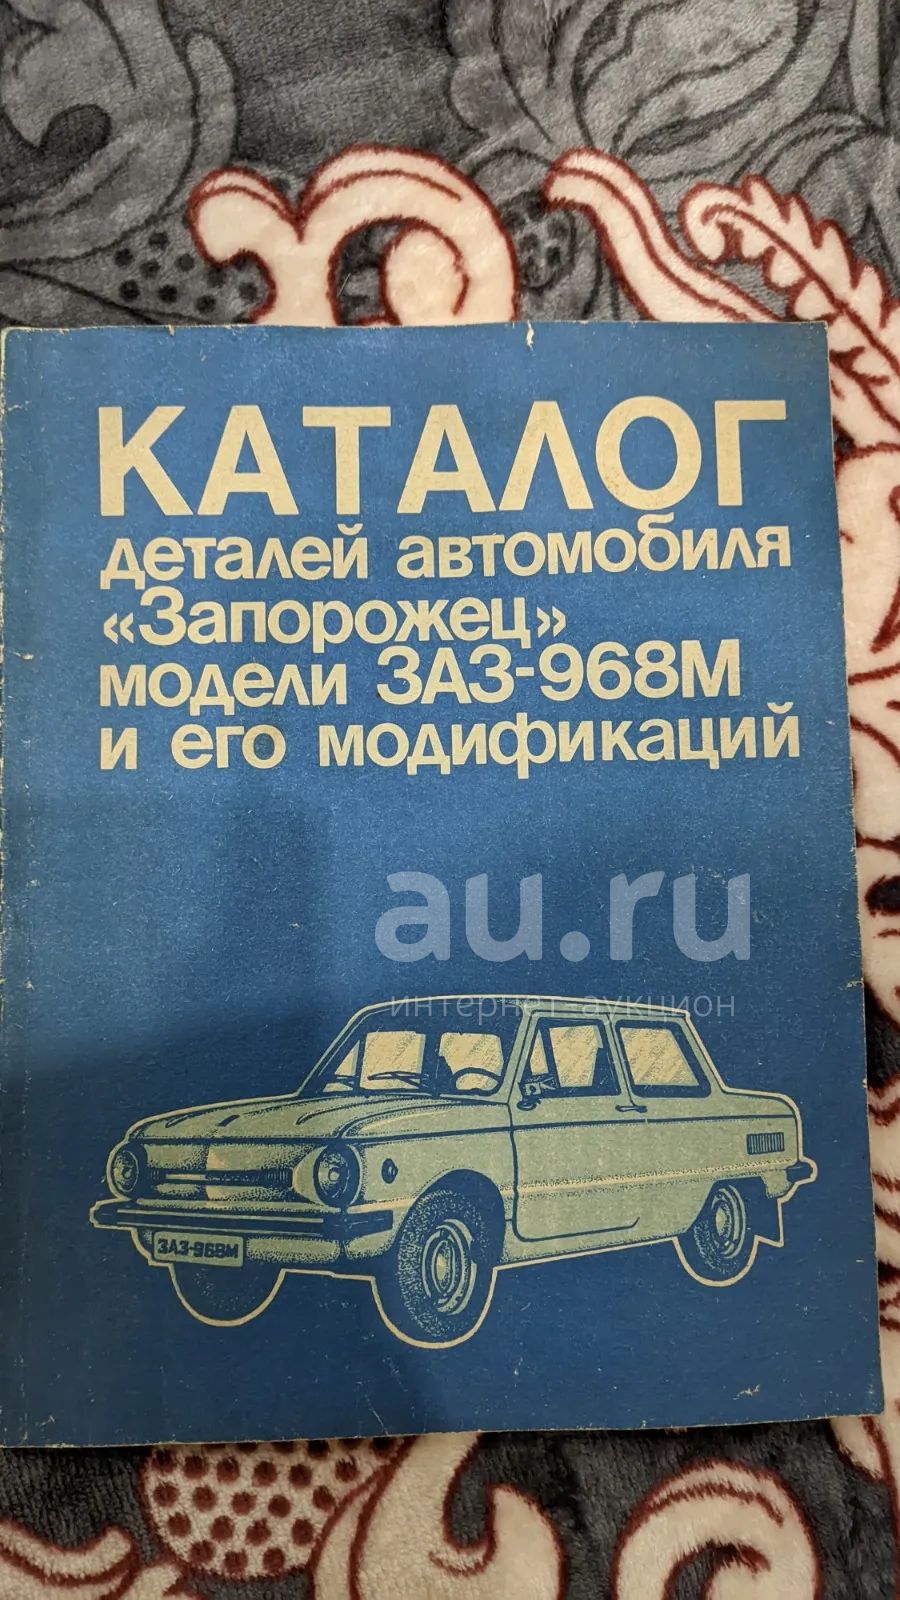 КАТАЛОГ
деталей автомобиля
«Запорожец»
модели ЗАЗ-968М
и его модификаций
au.ru
интернет-аукцион
ЗАЗ-968М